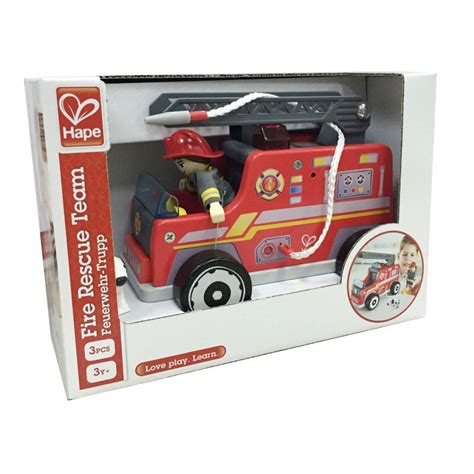 Hape
Fire Rescue Team
Feuerwehr-Trupp
3PCS
3Y+
Love play. Learn.